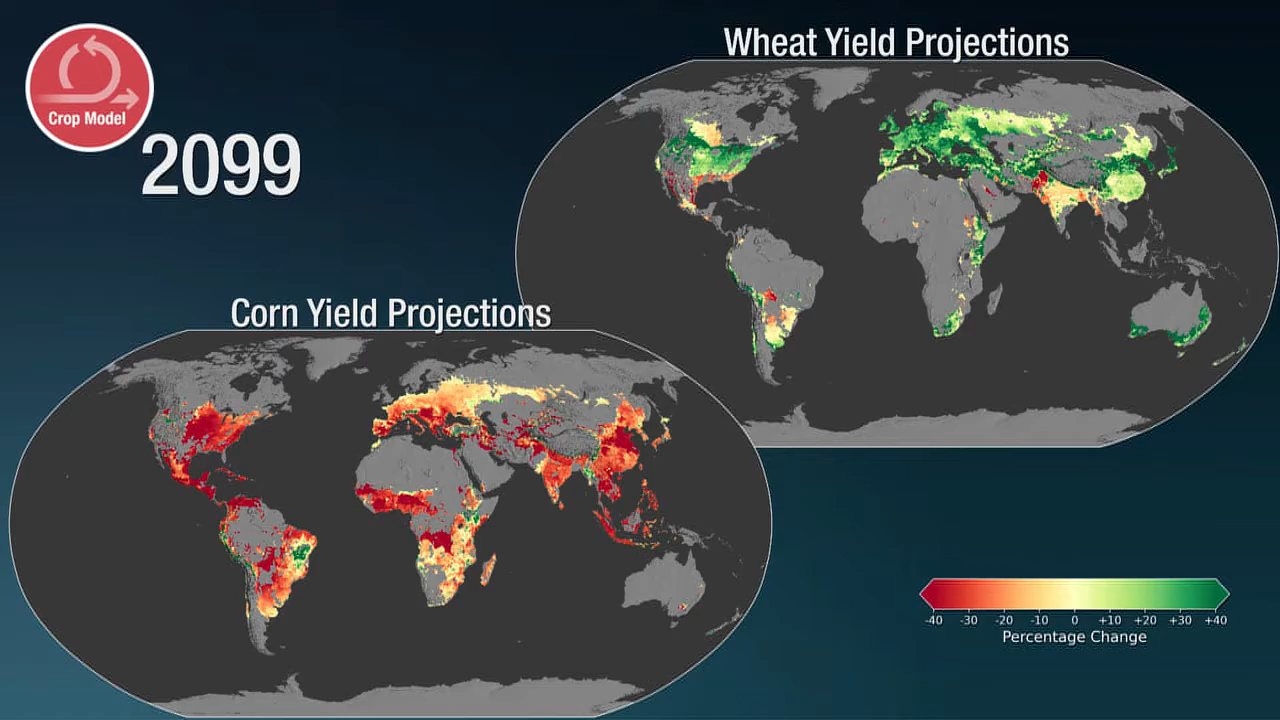 Crop Model
2099
Wheat Yield Projections
Corn Yield Projections
-40 -30 -20 -10 0 +10 +20 +30 +40
Percentage Change